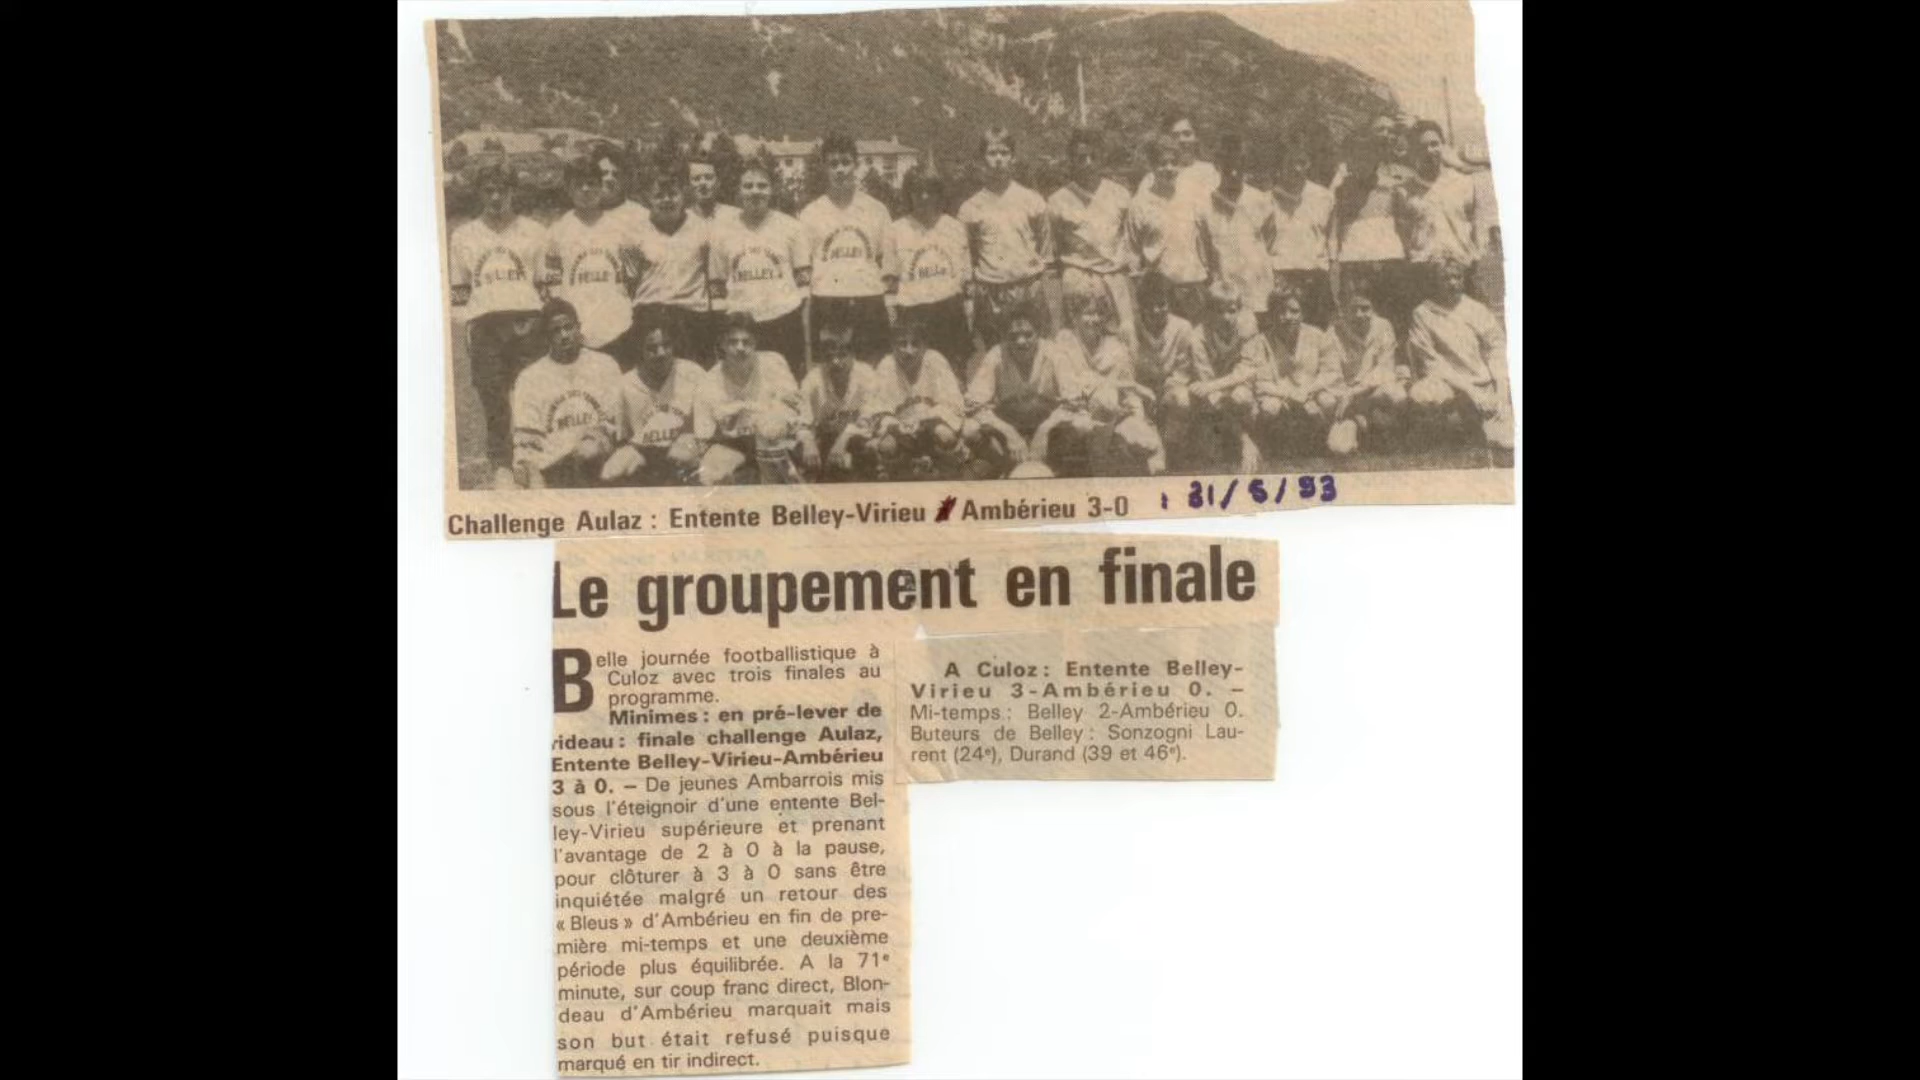 BELLEY
BELLEY
BELLEY
BELLEY
BELLEY
BELLEY
Challenge Aulaz : Entente Belley-Virieu Ambérieu 3-0 : 31/5/93
Le groupement en finale
Belle journée footballistique à
Culoz avec trois finales au
programme.
Minimes : en pré-lever de
rideau : finale challenge Aulaz,
Entente Belley-Virieu-Ambérieu
3 à 0. – De jeunes Ambarrois mis
sous l'éteignoir d'une entente Bel-
ley-Virieu supérieure et prenant
l'avantage de 2 à 0 à la pause,
pour clôturer à 3 à 0 sans être
inquiétée malgré un retour des
« Bleus » d'Ambérieu en fin de pre-
mière mi-temps et une deuxième
période plus équilibrée. A la 71e
minute, sur coup franc direct, Blon-
deau d'Ambérieu marquait mais
son but était refusé puisque
marqué en tir indirect.
A Culoz : Entente Belley-
Virieu 3-Ambérieu 0. –
Mi-temps : Belley 2-Ambérieu 0.
Buteurs de Belley : Sonzogni Lau-
rent (24e), Durand (39 et 46e).